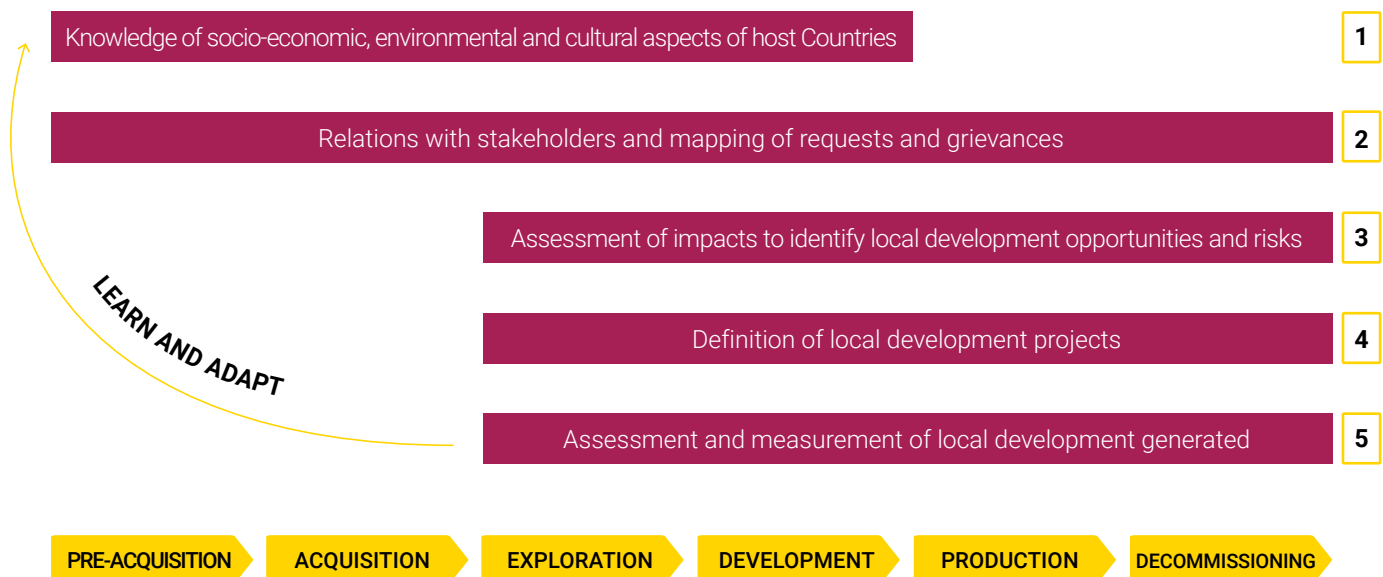 Knowledge of socio-economic, environmental and cultural aspects of host Countries
1
Relations with stakeholders and mapping of requests and grievances
2
Assessment of impacts to identify local development opportunities and risks
3
Definition of local development projects
4
Assessment and measurement of local development generated
5
LEARN AND ADAPT
PRE-ACQUISITION
ACQUISITION
EXPLORATION
DEVELOPMENT
PRODUCTION
DECOMMISSIONING